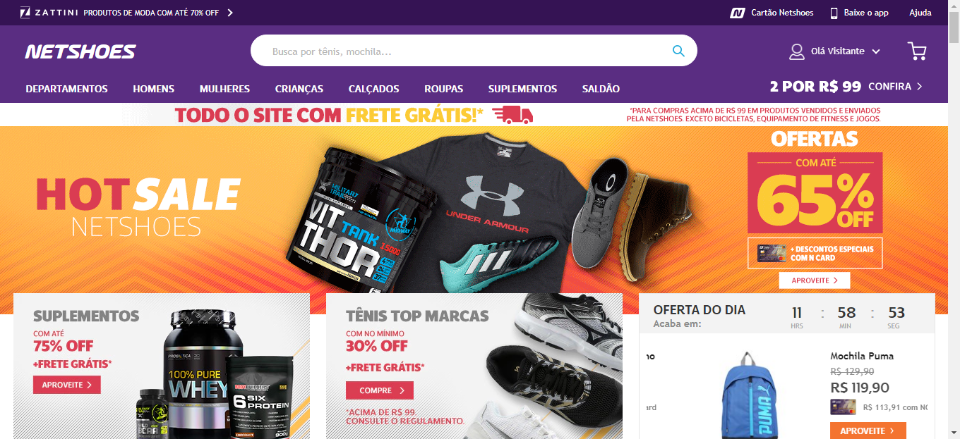 ZATTINI PRODUTOS DE MODA COM ATÉ 70% OFF
Cartão Netshoes
Baixe o app
Ajuda
NETSHOES
Busca por tênis, mochila...
Olá Visitante
DEPARTAMENTOS
HOMENS
MULHERES
CRIANÇAS
CALÇADOS
ROUPAS
SUPLEMENTOS
SALDÃO
2 POR R$ 99 CONFIRA
TODO O SITE COM FRETE GRÁTIS!*
*PARA COMPRAS ACIMA DE R$ 99 EM PRODUTOS VENDIDOS E ENVIADOS
PELA NETSHOES. EXCETO BICICLETAS, EQUIPAMENTO DE FITNESS E JOGOS.
HOT SALE
NETSHOES
MILITARY
TRAIL
VIT
TANK
THOR
UNDER ARMOUR
OFERTAS
COM ATÉ
65%
OFF
+ DESCONTOS ESPECIAIS
COM N CARD
APROVEITE
SUPLEMENTOS
COM ATÉ
75% OFF
+FRETE GRÁTIS*
APROVEITE
100% PURE
WHEY
6 SIX
PROTEIN
TÊNIS TOP MARCAS
COM NO MÍNIMO
30% OFF
+FRETE GRÁTIS*
COMPRE
*ACIMA DE R$ 99.
CONSULTE O REGULAMENTO.
OFERTA DO DIA
Acaba em:
11 : 58 : 53
HRS MIN SEG
no
ard
PUMA
Mochila Puma
R$ 129,90
R$ 119,90
R$ 113,91 com NC
APROVEITE